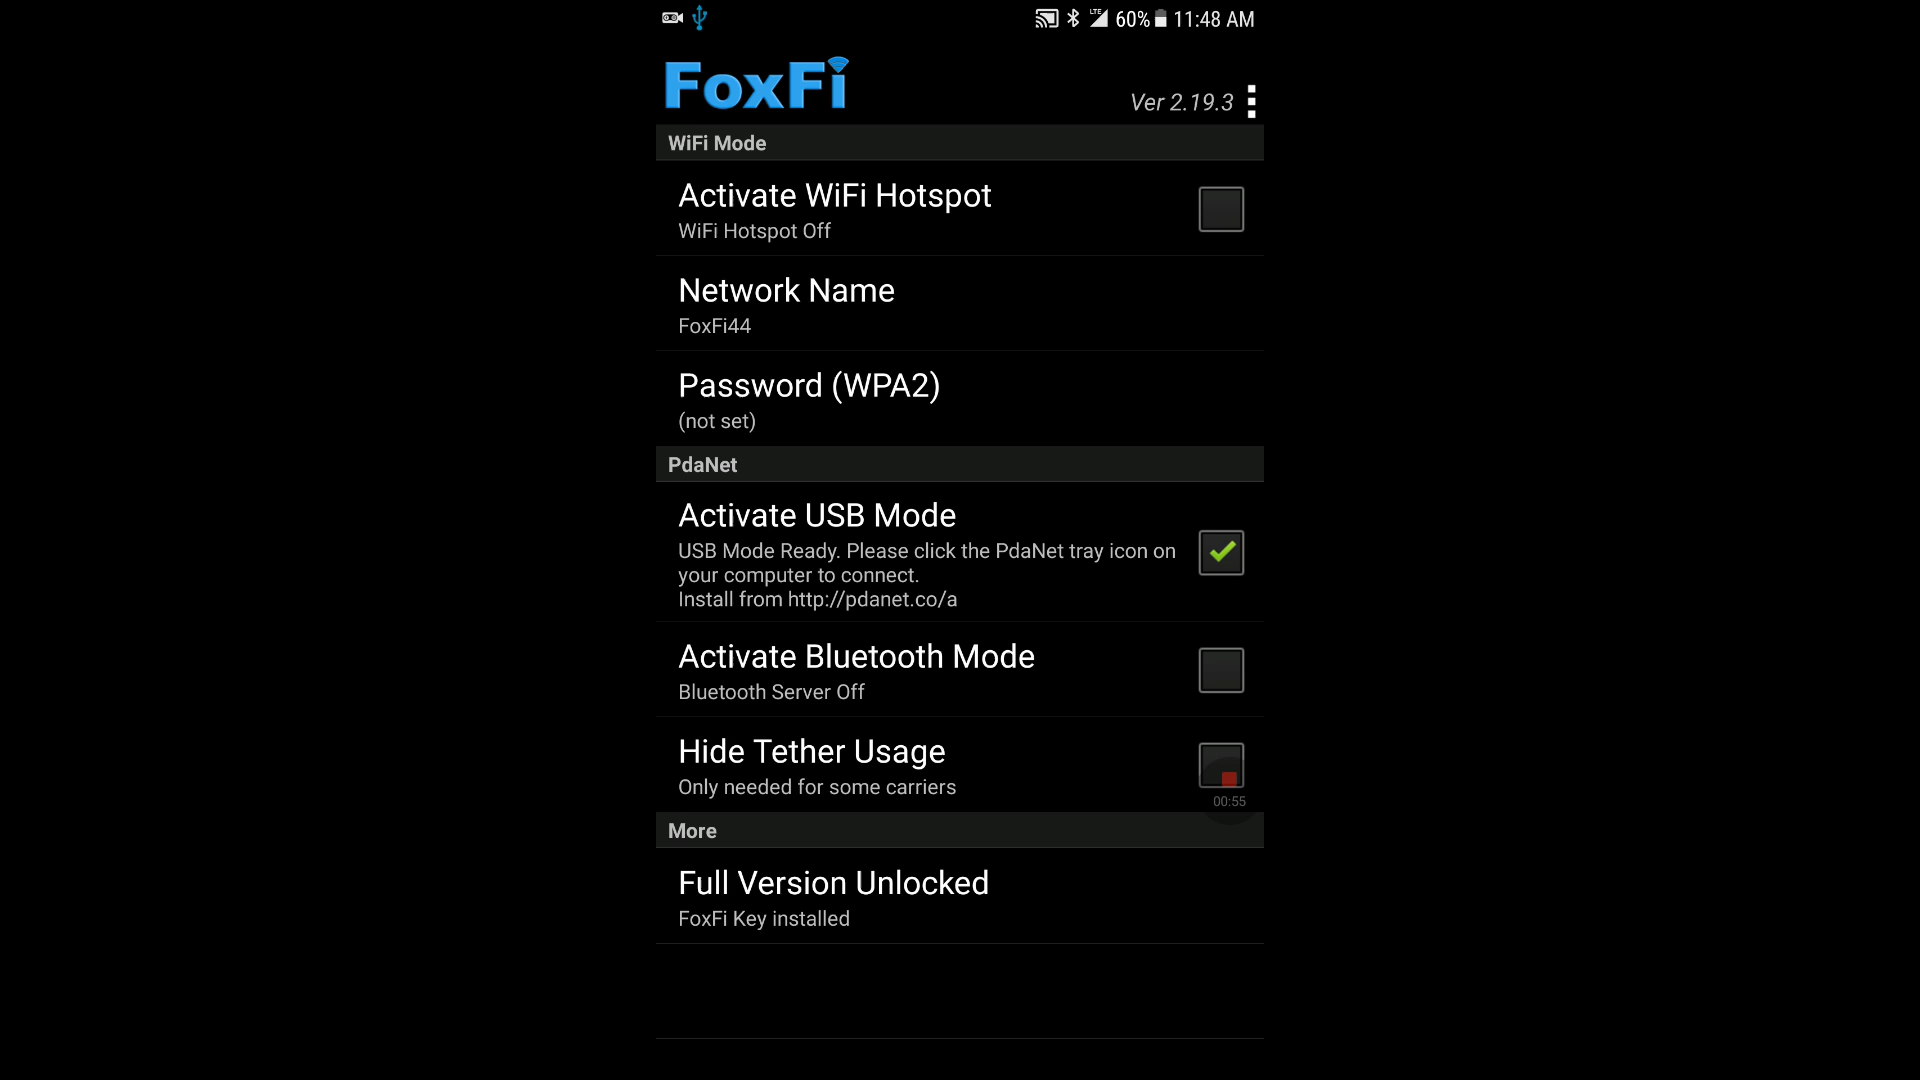 LTE 60% 11:48 AM
FoxFi
Ver 2.19.3
WiFi Mode
Activate WiFi Hotspot
WiFi Hotspot Off
Network Name
FoxFi44
Password (WPA2)
(not set)
PdaNet
Activate USB Mode
USB Mode Ready. Please click the PdaNet tray icon on
your computer to connect.
Install from http://pdanet.co/a
Activate Bluetooth Mode
Bluetooth Server Off
Hide Tether Usage
Only needed for some carriers
00:55
More
Full Version Unlocked
FoxFi Key installed